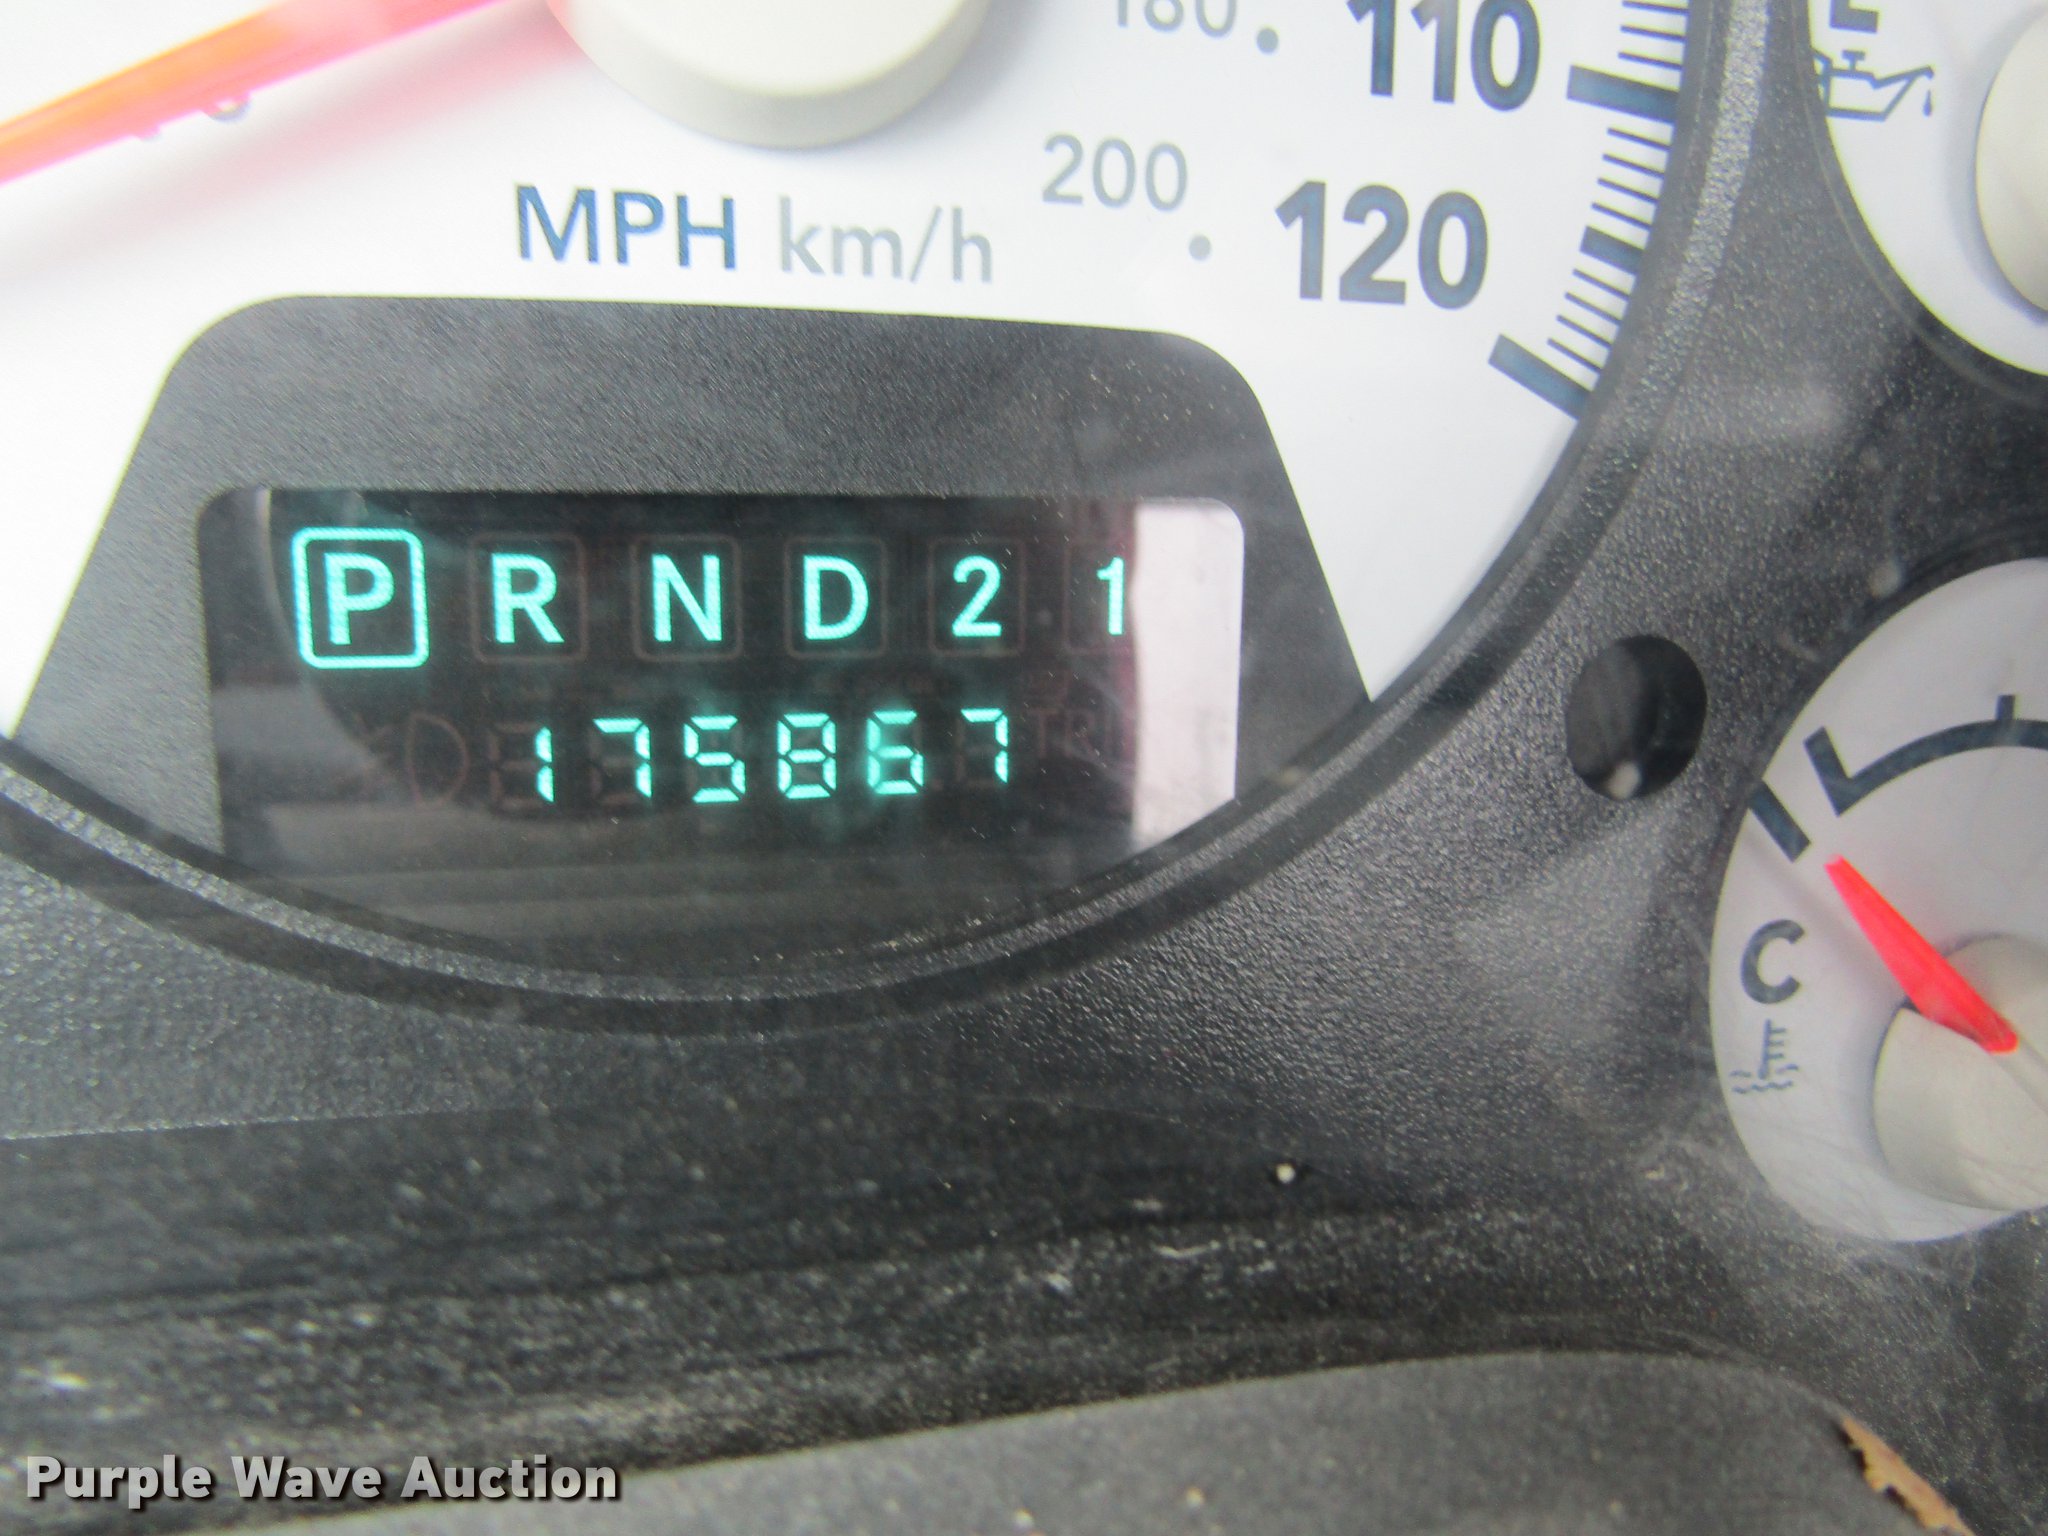 180 110
200 120
MPH km/h
P R N D 2 1
175867
C
Purple Wave Auction